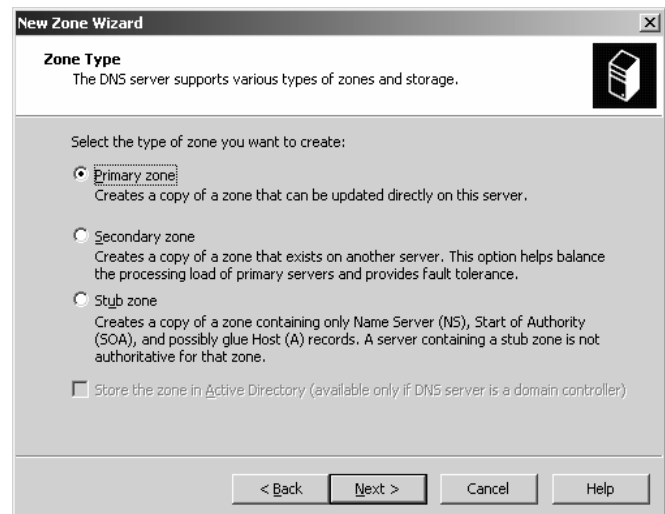 New Zone Wizard
Zone Type
The DNS server supports various types of zones and storage.
Select the type of zone you want to create:
Primary zone
Creates a copy of a zone that can be updated directly on this server.
Secondary zone
Creates a copy of a zone that exists on another server. This option helps balance
the processing load of primary servers and provides fault tolerance.
Stub zone
Creates a copy of a zone containing only Name Server (NS), Start of Authority
(SOA), and possibly glue Host (A) records. A server containing a stub zone is not
authoritative for that zone.
Store the zone in Active Directory (available only if DNS server is a domain controller)
< Back Next > Cancel Help